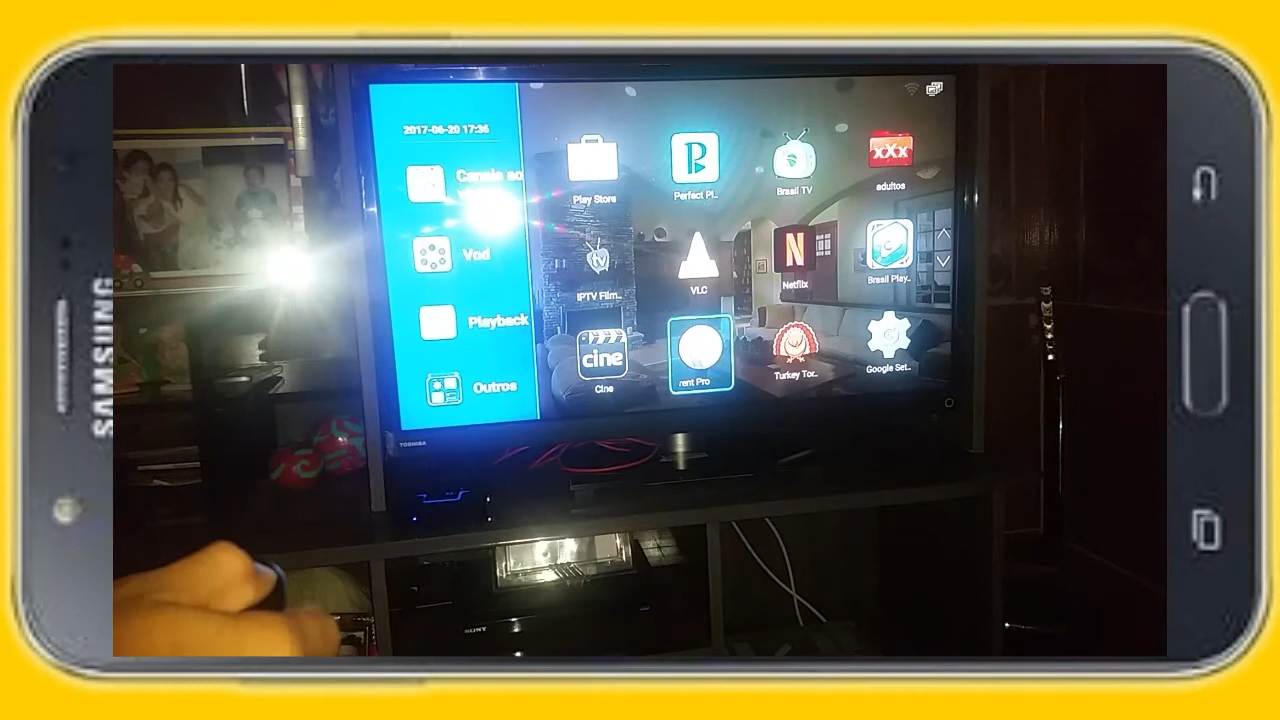 SAMSUNG
2017-06-20 17:36
Canais ao
Vod
Playback
Outros
Play Store
Perfect Pl..
Brasil TV
xXx
adultos
tv
IPTV Film..
VLC
N
Netflix
Brasil Play..
cine
Cine
rent Pro
Turkey Tor..
Google Set..
TOSHIBA
SONY